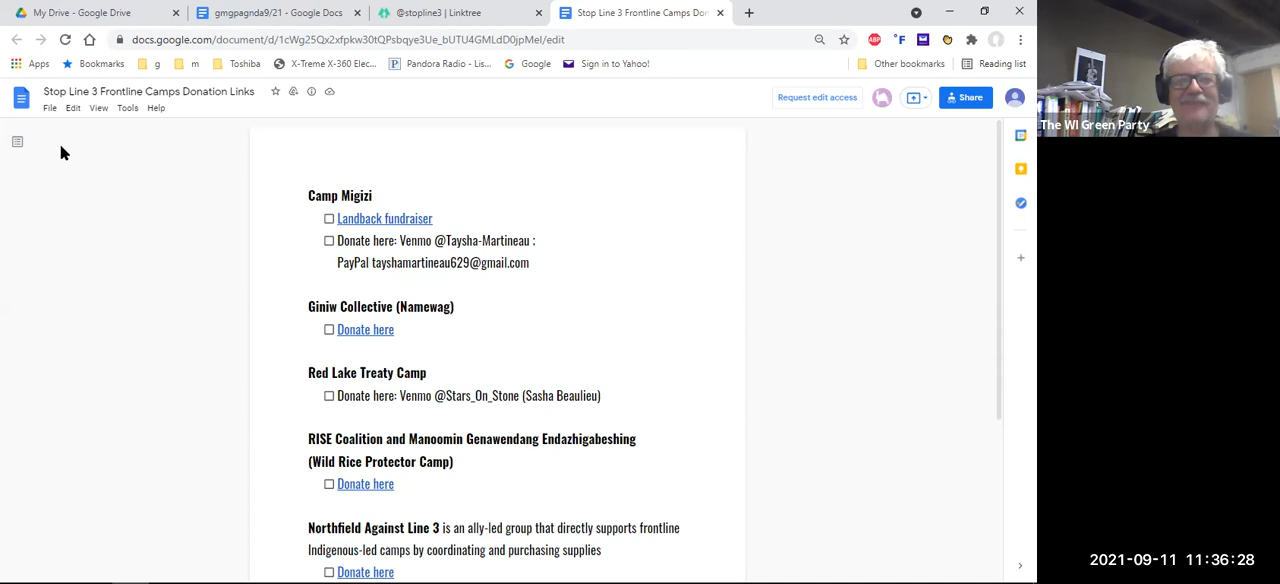 My Drive - Google Drive
gmgpagnda9/21 - Google Docs
@stopline3 | Linktree
Stop Line 3 Frontline Camps Don
docs.google.com/document/d/1cWg25Qx2xfpkw30tQPsbqye3Ue_bUTU4GMLdD0jpMeI/edit
ABP
F
Apps
Bookmarks
g
m
Toshiba
X-Treme X-360 Elec...
Pandora Radio - Lis...
Google
Sign in to Yahoo!
Other bookmarks
Reading list
Stop Line 3 Frontline Camps Donation Links
File Edit View Tools Help
Request edit access
Share
The WI Green Party
Camp Migizi
Landback fundraiser
Donate here: Venmo @Taysha-Martineau ;
PayPal tayshamartineau629@gmail.com
Giniw Collective (Namewag)
Donate here
Red Lake Treaty Camp
Donate here: Venmo @Stars_On_Stone (Sasha Beaulieu)
RISE Coalition and Manoomin Genawendang Endazhigabeshing
(Wild Rice Protector Camp)
Donate here
Northfield Against Line 3 is an ally-led group that directly supports frontline
Indigenous-led camps by coordinating and purchasing supplies
Donate here
2021-09-11 11:36:28